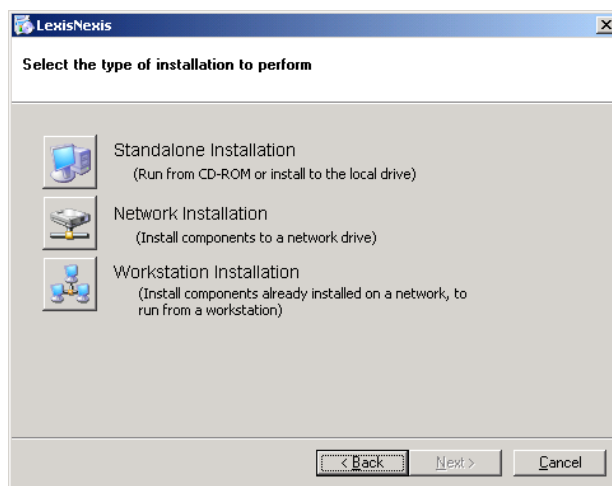 LexisNexis
Select the type of installation to perform
Standalone Installation
(Run from CD-ROM or install to the local drive)
Network Installation
(Install components to a network drive)
Workstation Installation
(Install components already installed on a network, to
run from a workstation)
< Back
Next >
Cancel